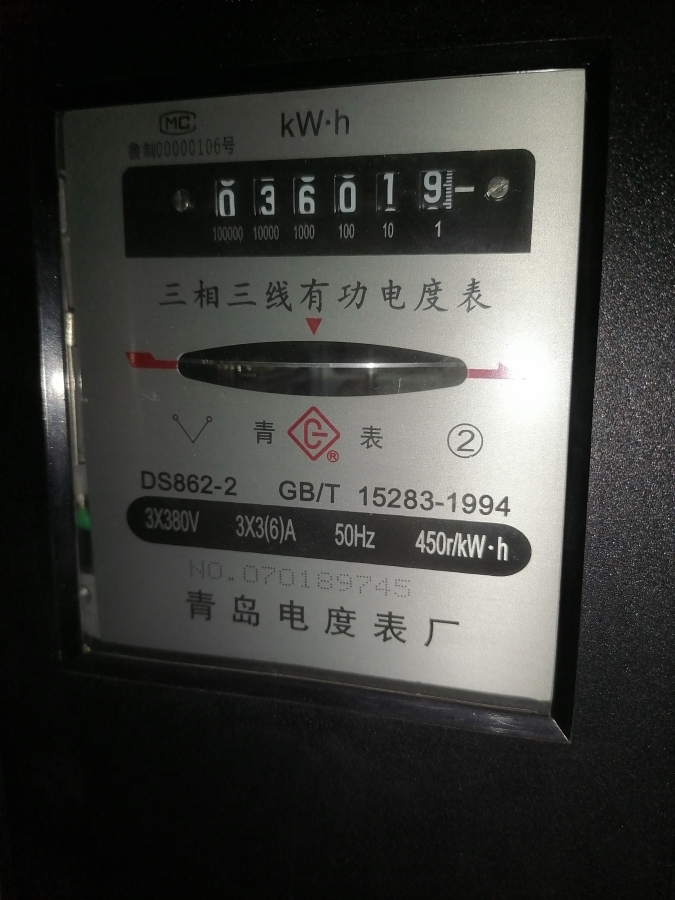 MC
kW·h
鲁制00000106号
036019
100000 10000 1000 100 10 1
三相三线有功电度表
青 G ® 表 ②
DS862-2 GB/T 15283-1994
3X380V 3X3(6)A 50Hz 450r/kW·h
NO.070189745
青岛电度表厂